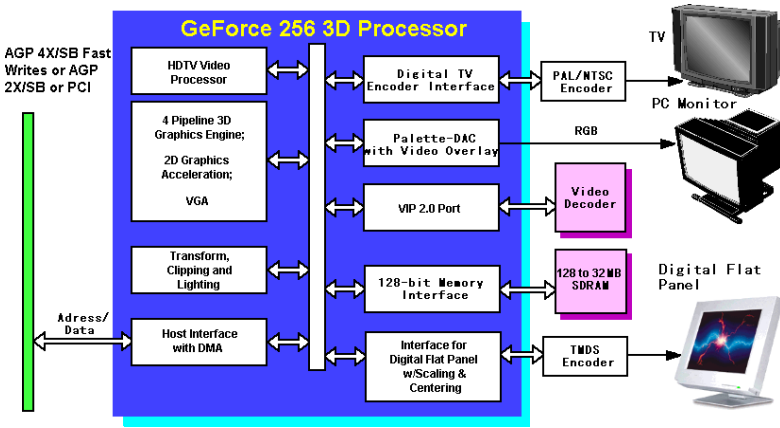 GeForce 256 3D Processor
AGP 4X/SB Fast
Writes or AGP
2X/SB or PCI
HDTV Video
Processor
4 Pipeline 3D
Graphics Engine;
2D Graphics
Acceleration;
VGA
Transform,
Clipping and
Lighting
Adress/
Data
Host Interface
with DMA
Digital TV
Encoder Interface
Palette-DAC
with Video Overlay
VIP 2.0 Port
128-bit Memory
Interface
Interface for
Digital Flat Panel
w/Scaling &
Centering
PAL/NTSC
Encoder
RGB
Video
Decoder
128 to 32MB
SDRAM
TMDS
Encoder
TV
PC Monitor
Digital Flat
Panel